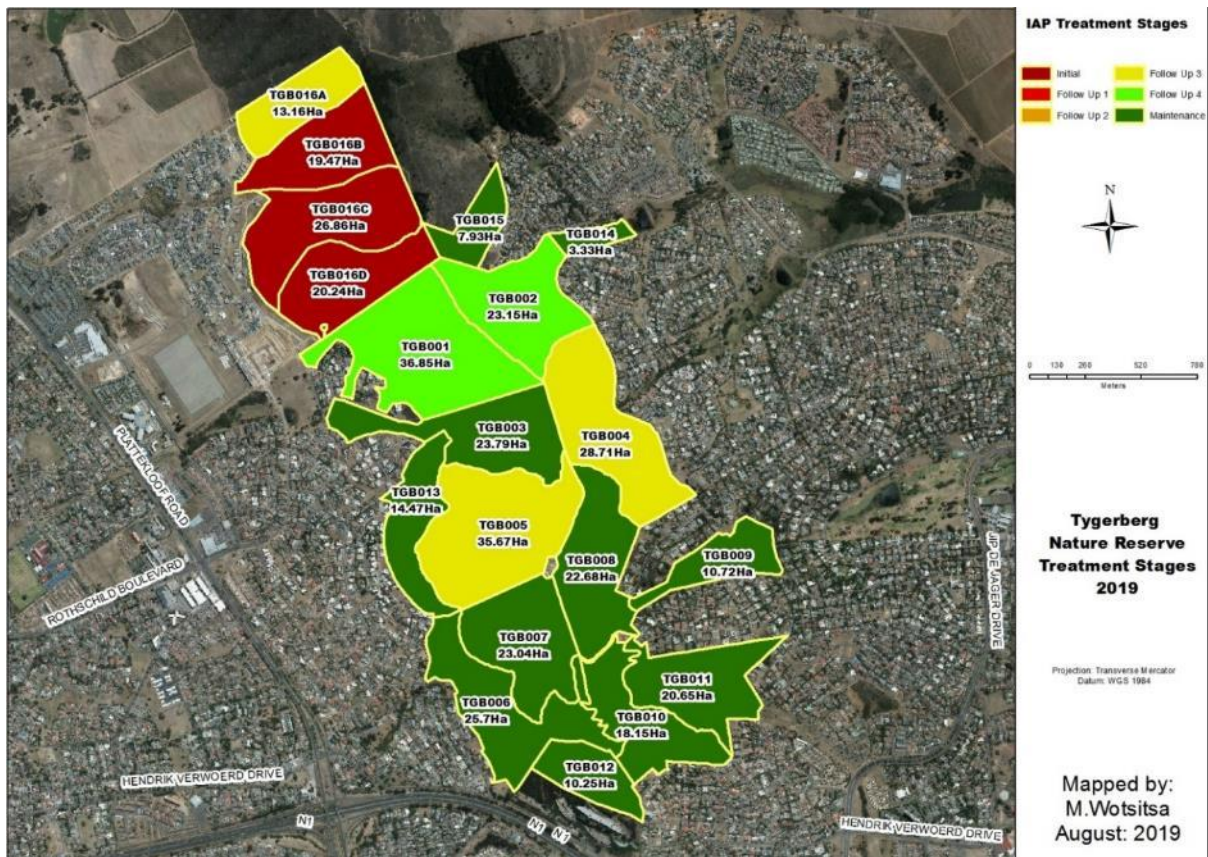 TGB016A
13.16Ha
TGB016B
19.47Ha
TGB016C
26.86Ha
TGB016D
20.24Ha
TGB015
7.93Ha
TGB014
3.33Ha
TGB002
23.15Ha
TGB001
36.85Ha
TGB003
23.79Ha
TGB004
28.71Ha
TGB013
14.47Ha
TGB005
35.67Ha
TGB008
22.68Ha
TGB009
10.72Ha
TGB007
23.04Ha
TGB006
25.7Ha
TGB011
20.65Ha
TGB010
18.15Ha
TGB012
10.25Ha
PLATTEKLOOF ROAD
ROTHSCHILD BOULEVARD
JIP DE JAGER DRIVE
HENDRIK VERWOERD DRIVE
N1
N1 N1
HENDRIK VERWOERD DRIVE
IAP Treatment Stages
Initial
Follow Up 1
Follow Up 2
Follow Up 3
Follow Up 4
Maintenance
N
0 130 260 520 780
Meters
Tygerberg
Nature Reserve
Treatment Stages
2019
Projection: Transverse Mercator
Datum: WGS 1984
Mapped by:
M.Wotsitsa
August: 2019